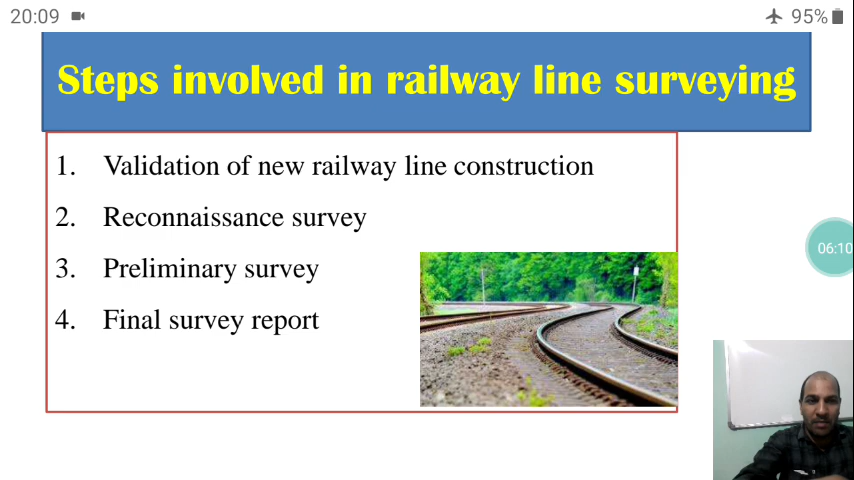 20:09
95%
Steps involved in railway line surveying
1. Validation of new railway line construction
2. Reconnaissance survey
3. Preliminary survey
4. Final survey report
06:10